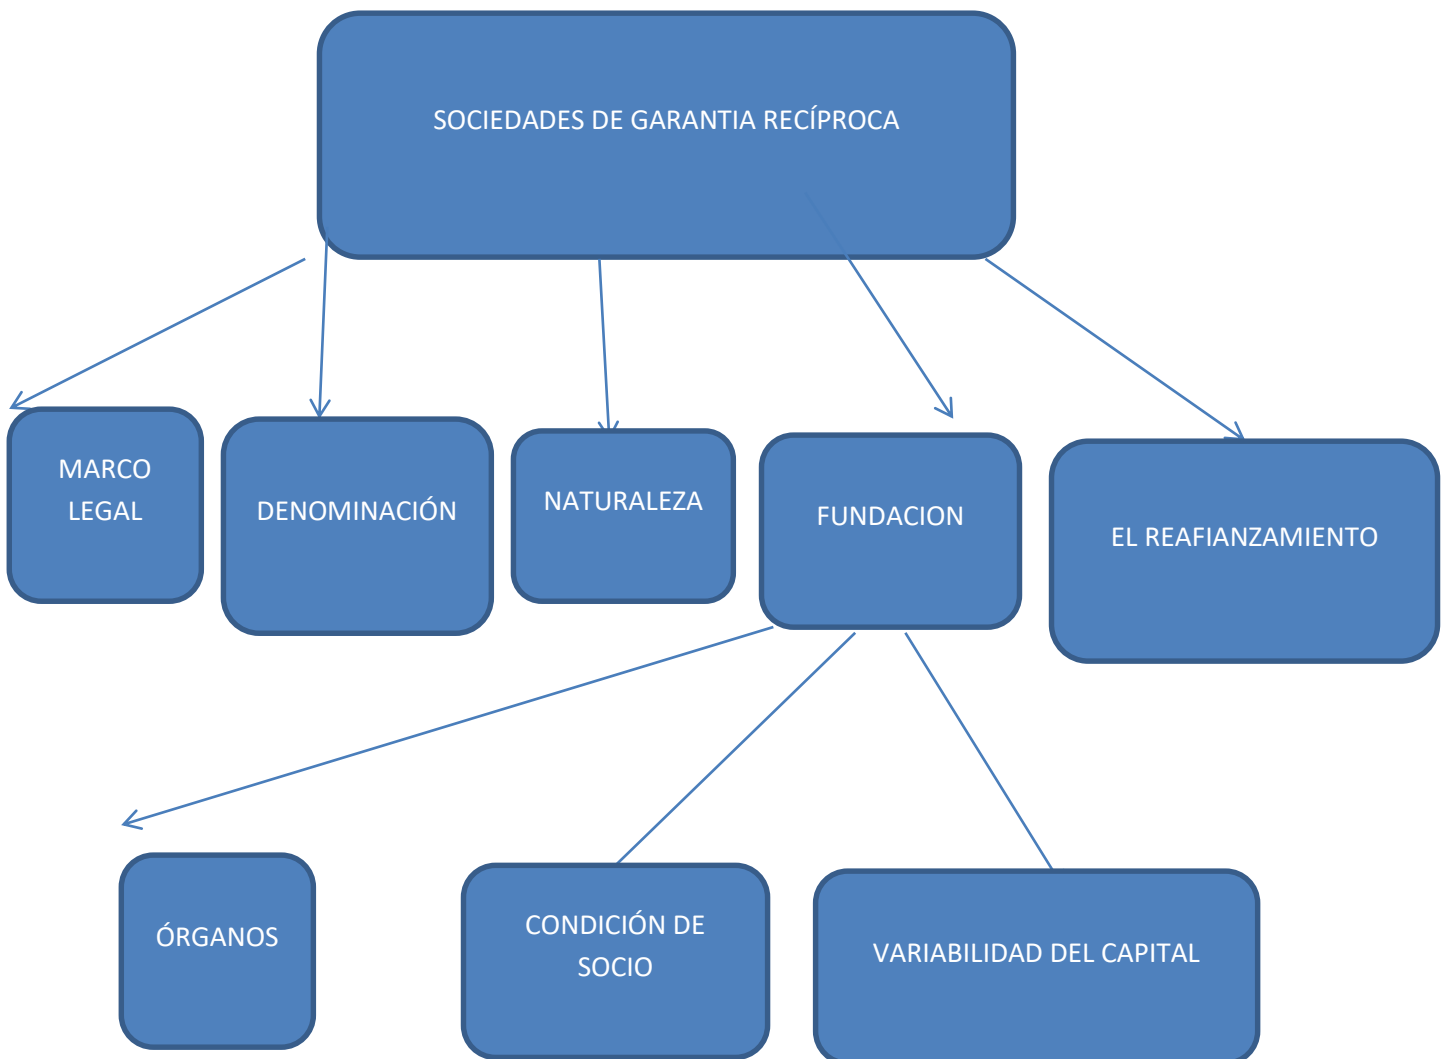 SOCIEDADES DE GARANTIA RECÍPROCA
MARCO
LEGAL
DENOMINACIÓN
NATURALEZA
FUNDACION
EL REAFIANZAMIENTO
ÓRGANOS
CONDICIÓN DE
SOCIO
VARIABILIDAD DEL CAPITAL